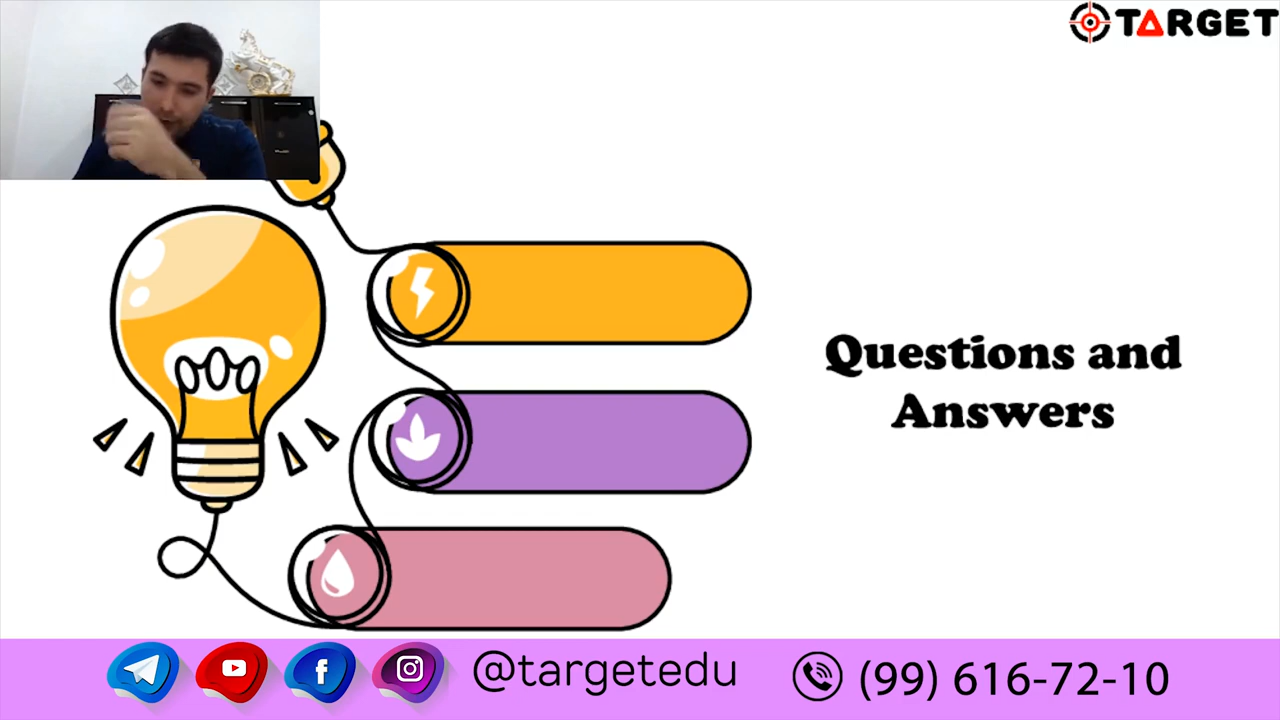 TARGET
Questions and
Answers
@targetedu
(99) 616-72-10